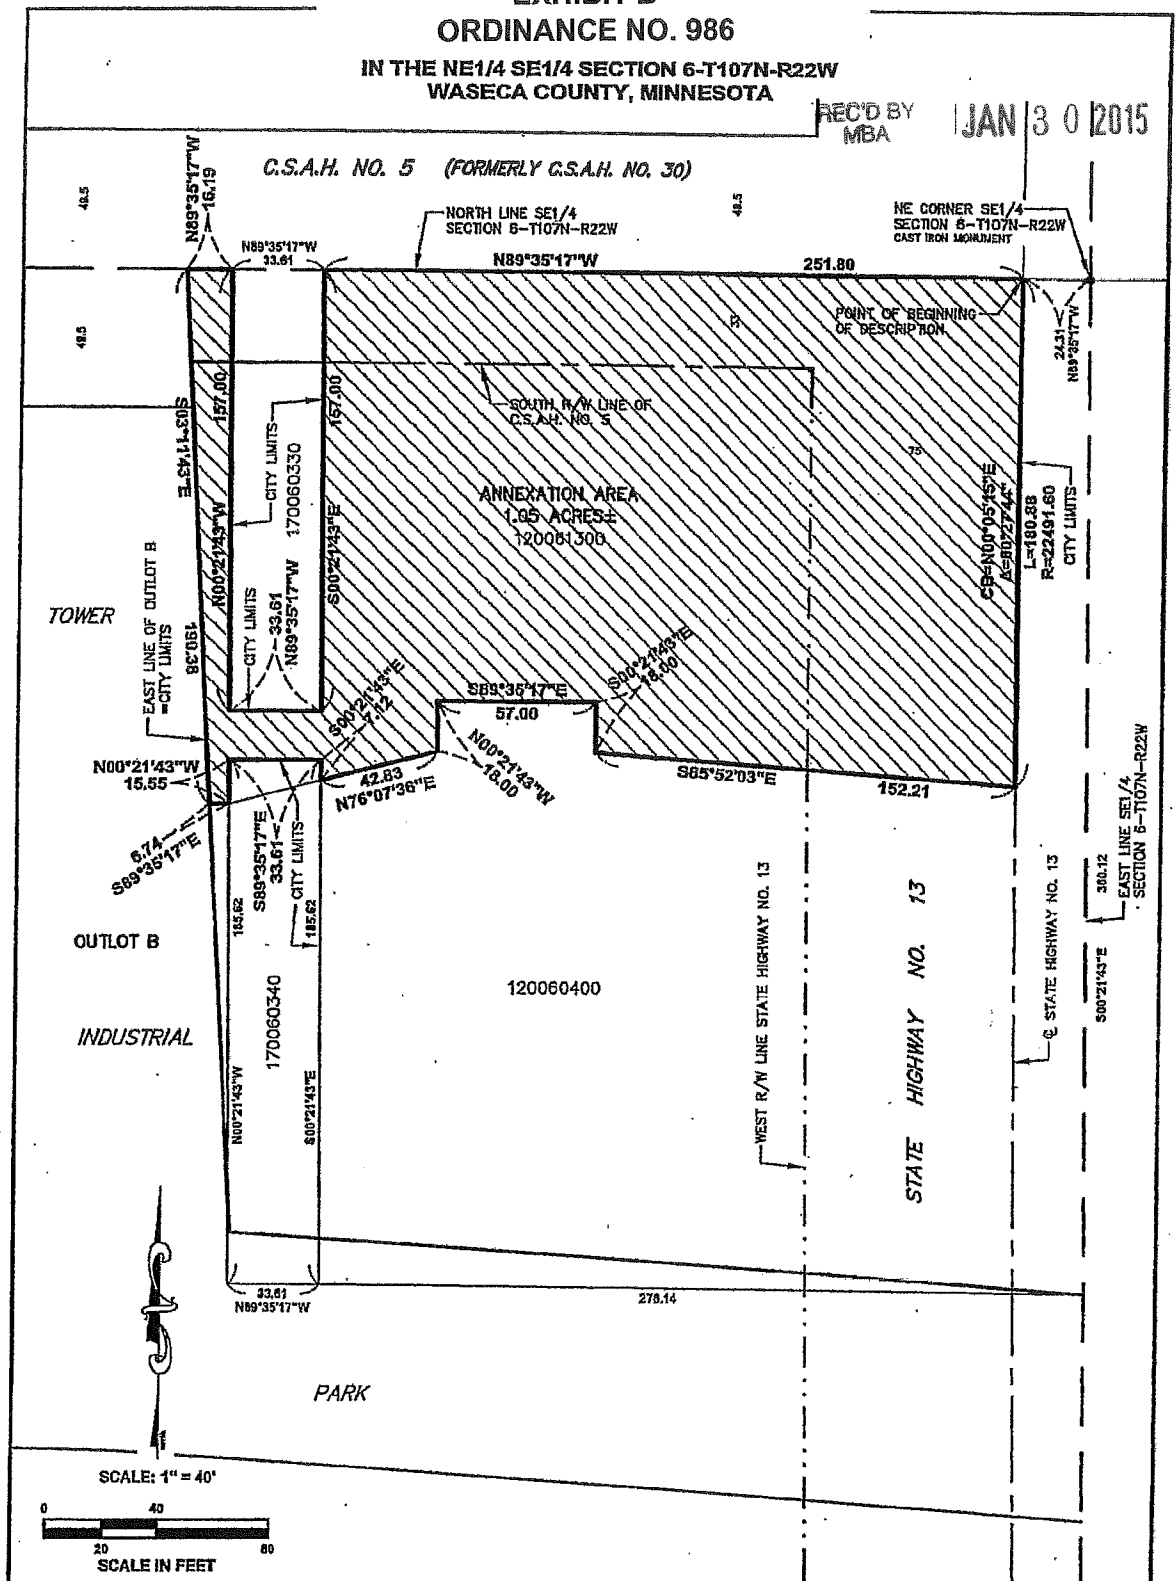 ORDINANCE NO. 986
IN THE NE1/4 SE1/4 SECTION 6-T107N-R22W
WASECA COUNTY, MINNESOTA
REC'D BY
MBA
JAN 30 2015
C.S.A.H. NO. 5 (FORMERLY C.S.A.H. NO. 30)
49.5
49.5
49.5
N89°35'17"W
16.19
N89°35'17"W
33.61
NORTH LINE SE1/4
SECTION 6-T107N-R22W
NE CORNER SE1/4
SECTION 6-T107N-R22W
CAST IRON MONUMENT
N89°35'17"W
251.80
POINT OF BEGINNING
OF DESCRIPTION
24.31
N89°35'17"W
33
75
SOUTH R/W LINE OF
C.S.A.H. NO. 5
S03°11'43"E
190.38
157.00
N00°21'43"W
CITY LIMITS
170060330
157.00
S00°21'43"E
ANNEXATION AREA
1.05 ACRES±
120061300
CB=N00°05'15"E
L=180.88
R=22491.60
CITY LIMITS
TOWER
EAST LINE OF OUTLOT B
=CITY LIMITS
CITY LIMITS
33.61
N89°35'17"W
S00°21'43"E
7.12
S89°35'17"E
57.00
S00°21'43"E
18.00
N00°21'43"W
18.00
42.83
N76°07'36"E
S85°52'03"E
152.21
N00°21'43"W
15.55
6.74
S89°35'17"E
S89°35'17"E
33.61
CITY LIMITS
185.62
185.62
OUTLOT B
INDUSTRIAL
170060340
120060400
N00°21'43"W
S00°21'43"E
WEST R/W LINE STATE HIGHWAY NO. 13
STATE HIGHWAY NO. 13
℄ STATE HIGHWAY NO. 13
360.12
S00°21'43"E
EAST LINE SE1/4
SECTION 6-T107N-R22W
33.61
N89°35'17"W
276.14
PARK
SCALE: 1" = 40'
0 40
20 80
SCALE IN FEET